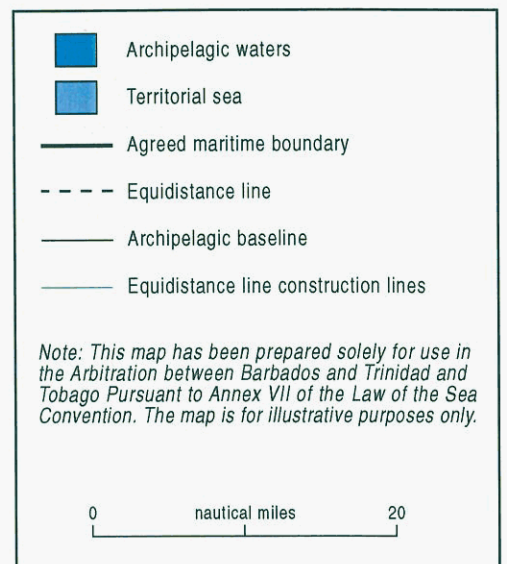 Archipelagic waters
Territorial sea
Agreed maritime boundary
Equidistance line
Archipelagic baseline
Equidistance line construction lines
Note: This map has been prepared solely for use in
the Arbitration between Barbados and Trinidad and
Tobago Pursuant to Annex VII of the Law of the Sea
Convention. The map is for illustrative purposes only.
0 nautical miles 20